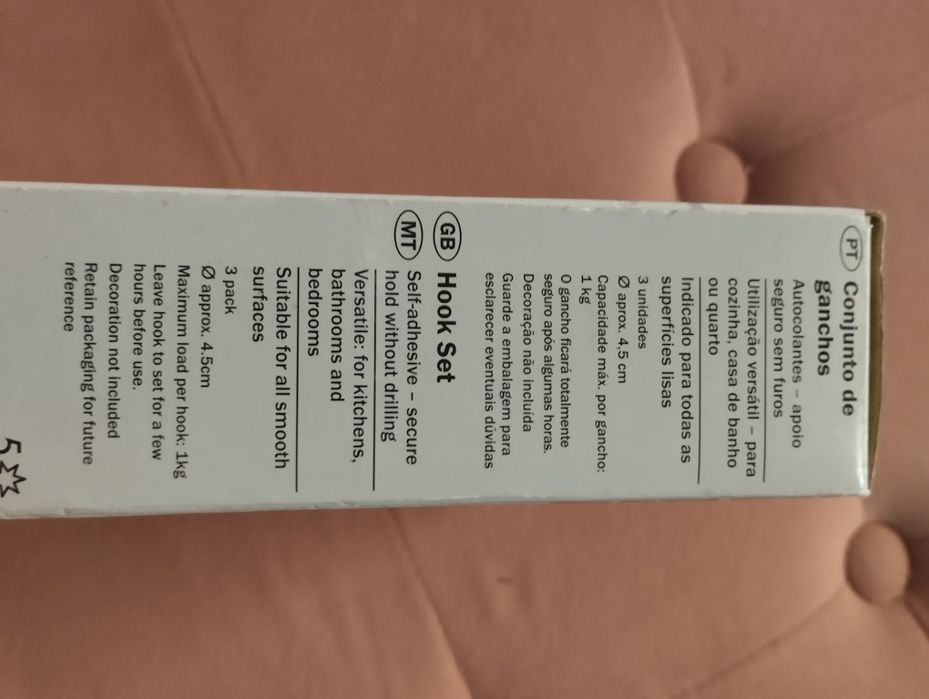 PT Conjunto de
ganchos
Autocolantes – apoio
seguro sem furos
Utilização versátil – para
cozinha, casa de banho
ou quarto
Indicado para todas as
superfícies lisas
3 unidades
Ø aprox. 4,5 cm
Capacidade máx. por gancho:
1 kg
O gancho ficará totalmente
seguro após algumas horas.
Decoração não incluída
Guarde a embalagem para
esclarecer eventuais dúvidas
GB Hook Set
MT Self-adhesive – secure
hold without drilling
Versatile: for kitchens,
bathrooms and
bedrooms
Suitable for all smooth
surfaces
3 pack
Ø approx. 4.5cm
Maximum load per hook: 1kg
Leave hook to set for a few
hours before use.
Decoration not included
Retain packaging for future
reference
5